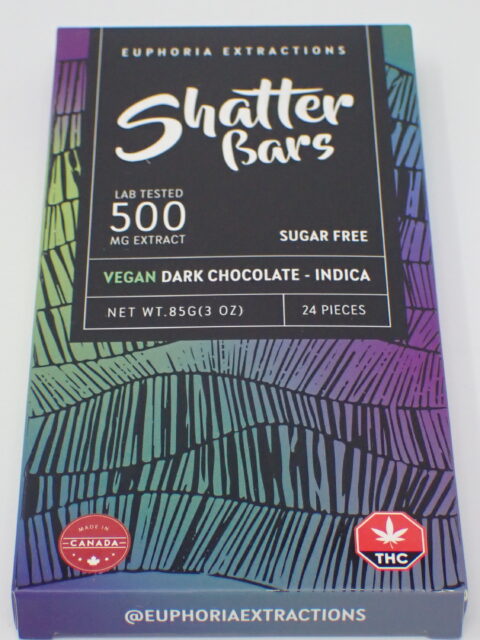 EUPHORIA EXTRACTIONS
Shatter
Bars
LAB TESTED
500
MG EXTRACT
SUGAR FREE
VEGAN DARK CHOCOLATE - INDICA
NET WT.85G(3 OZ)
24 PIECES
MADE IN
CANADA
THC
@EUPHORIAEXTRACTIONS